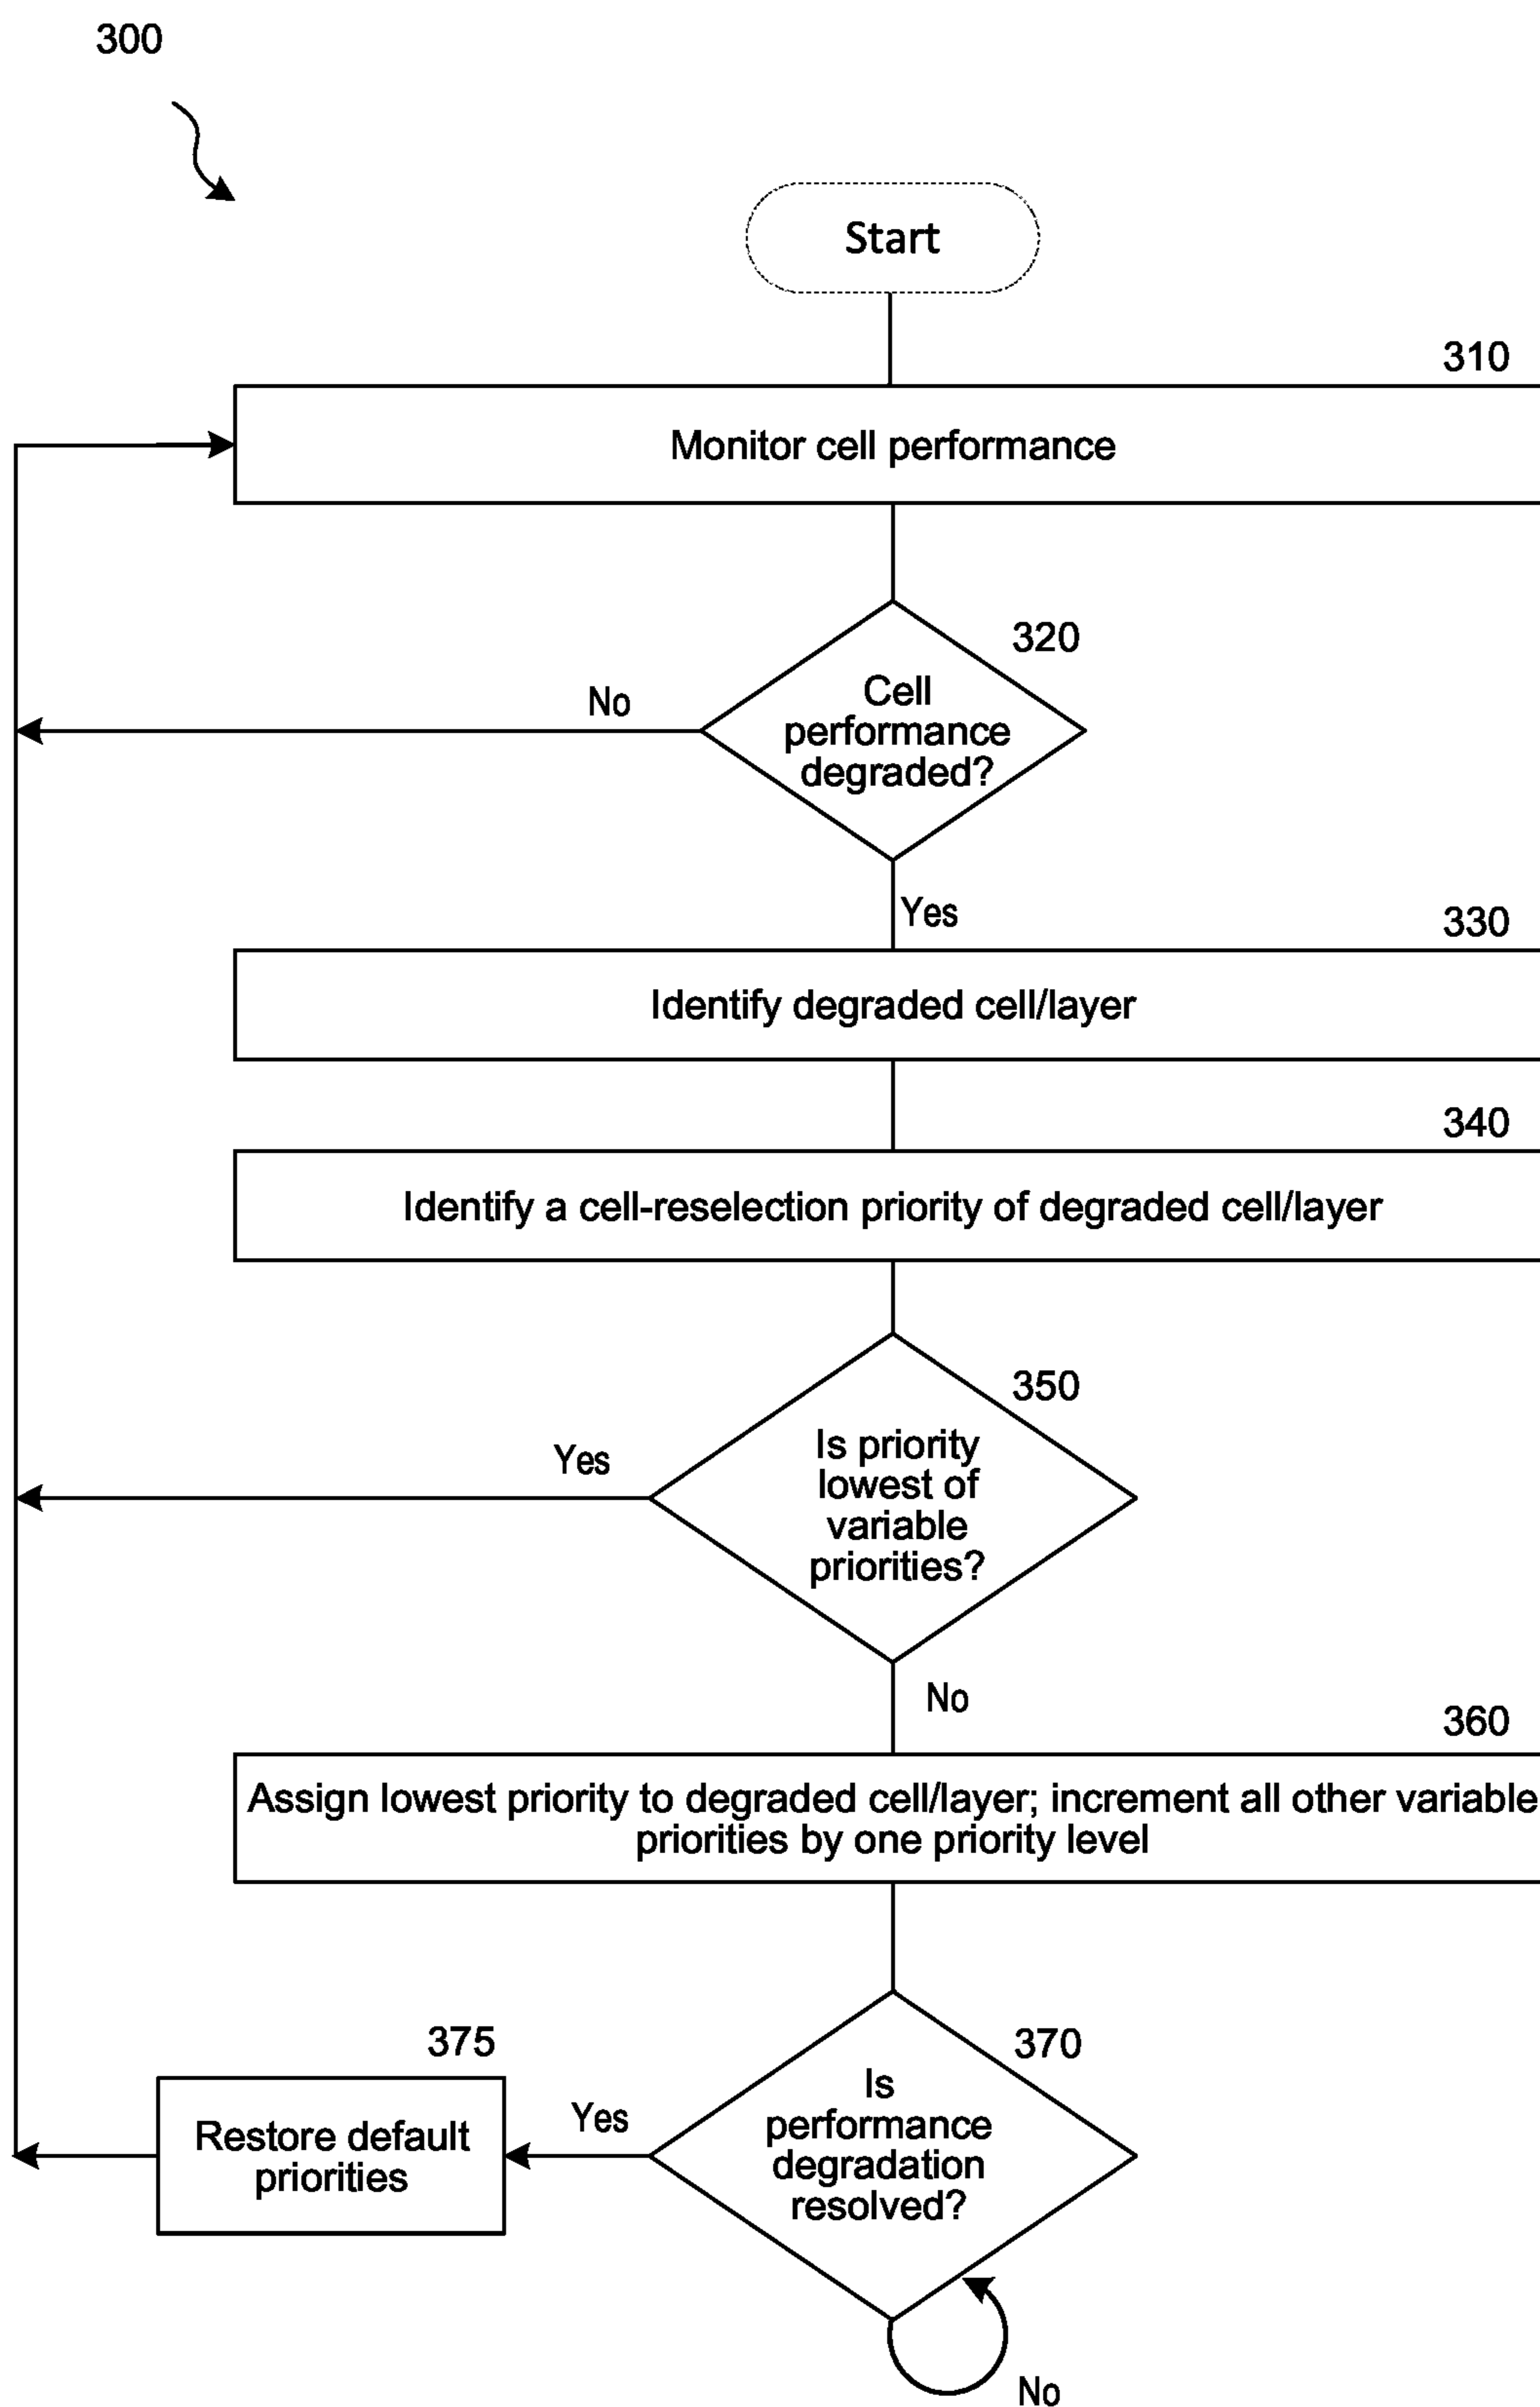 300
Start
310
Monitor cell performance
320
Cell
performance
degraded?
No
Yes
330
Identify degraded cell/layer
340
Identify a cell-reselection priority of degraded cell/layer
350
Is priority
lowest of
variable
priorities?
Yes
No
360
Assign lowest priority to degraded cell/layer; increment all other variable
priorities by one priority level
370
Is
performance
degradation
resolved?
Yes
375
Restore default
priorities
No